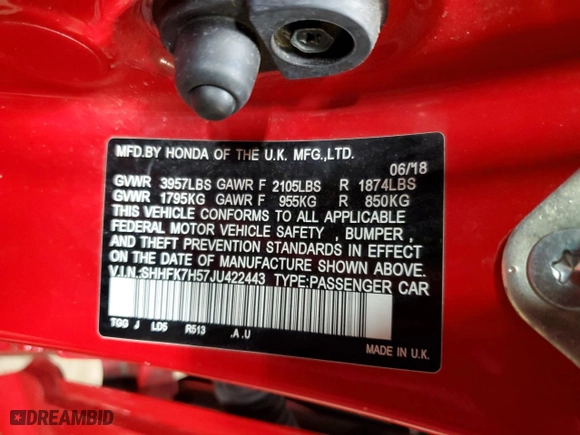 MFD.BY HONDA OF THE U.K. MFG.,LTD.
06/18
GVWR 3957LBS GAWR F 2105LBS R 1874LBS
GVWR 1795KG GAWR F 955KG R 850KG
THIS VEHICLE CONFORMS TO ALL APPLICABLE
FEDERAL MOTOR VEHICLE SAFETY , BUMPER ,
AND THEFT PREVENTION STANDARDS IN EFFECT
ON THE DATE OF MANUFACTURE SHOWN ABOVE.
V.I.N.:SHHFK7H57JU422443 TYPE:PASSENGER CAR
TGG J LD5 R513 .A.U
MADE IN U.K.
DREAMBID